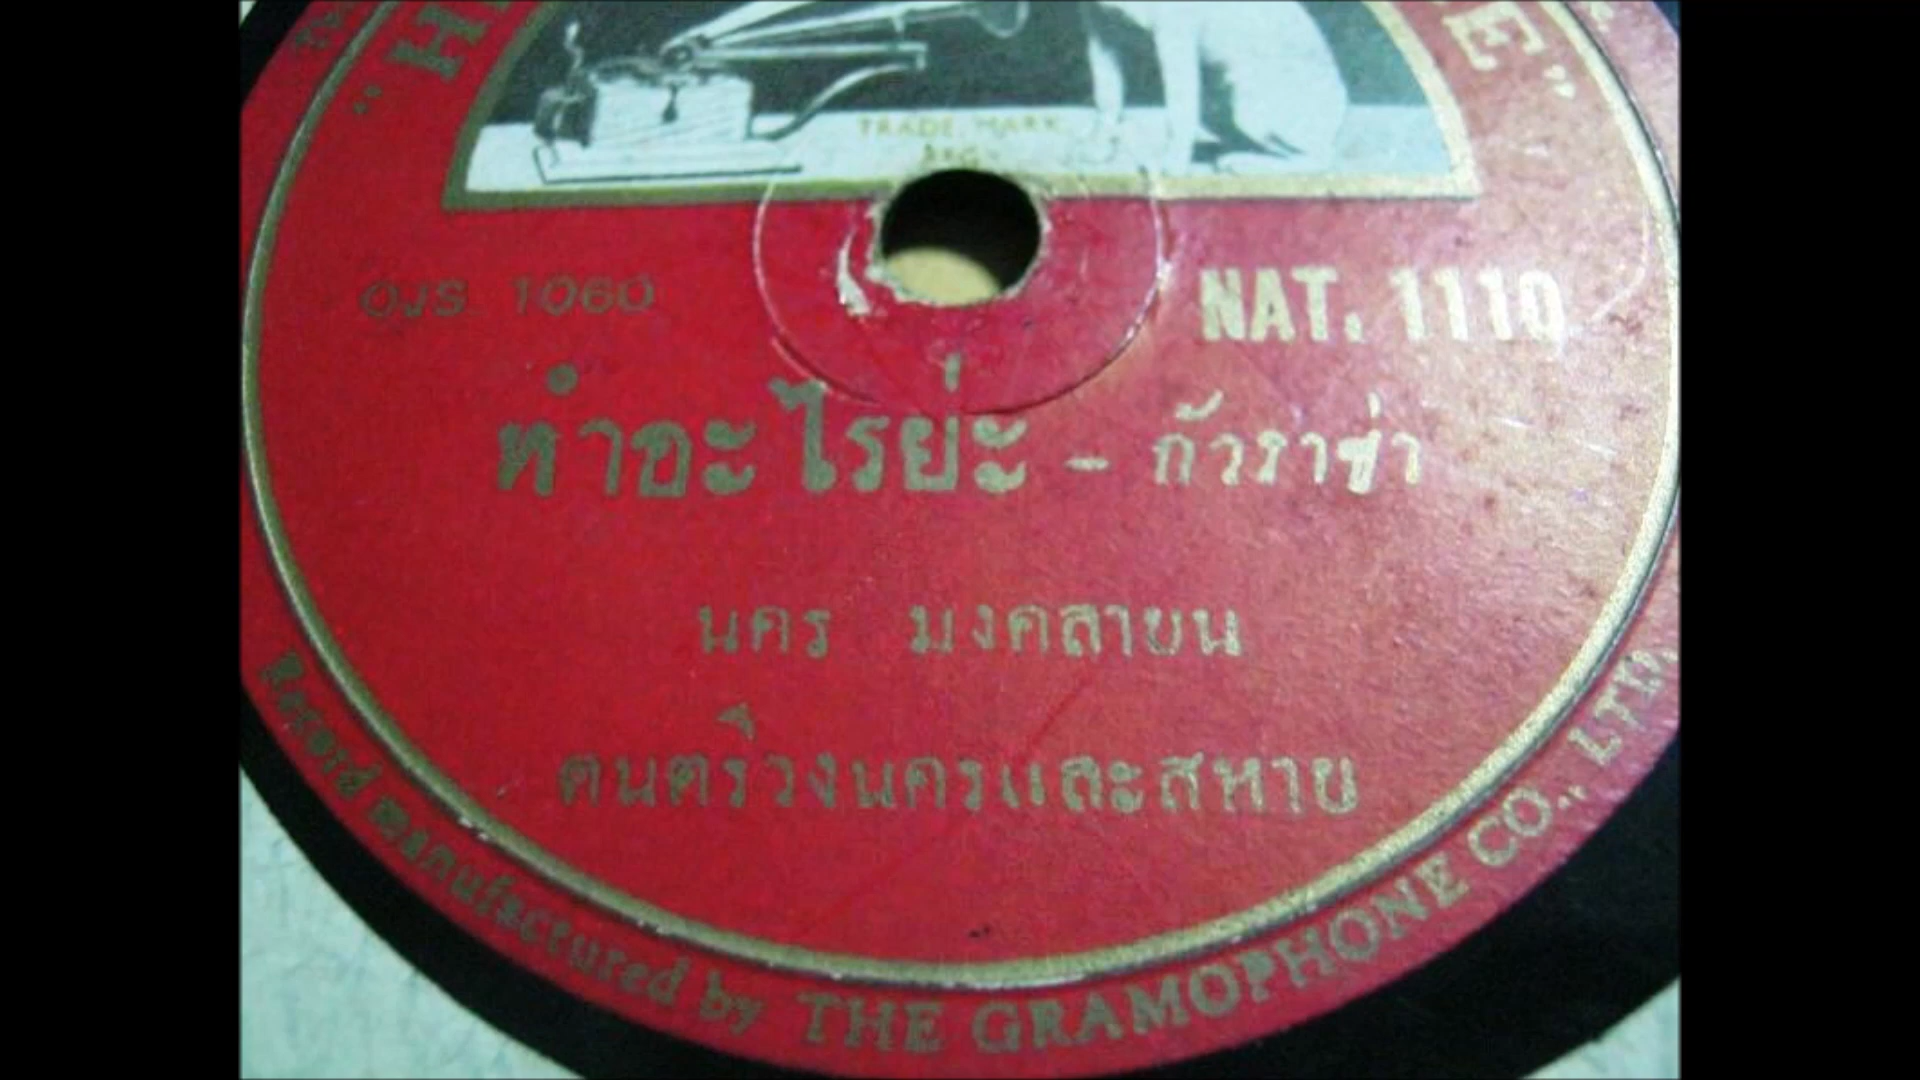 TRADE MARK
OJS. 1060
NAT. 1110
ทำอะไรย่ะ - กัวราช่า
นคร มงคลายน
ดนตรีวงนครและสหาย
Record manufactured by THE GRAMOPHONE CO., LTD.